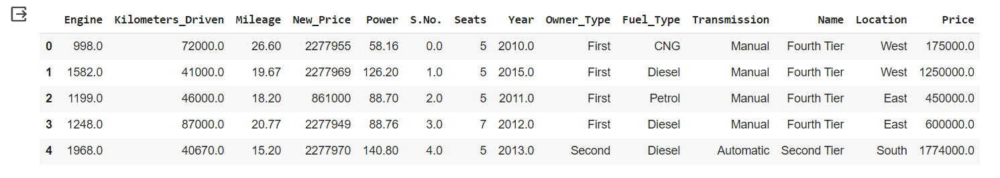 Engine Kilometers_Driven Mileage New_Price Power S.No. Seats Year Owner_Type Fuel_Type Transmission Name Location Price
0 998.0 72000.0 26.60 2277955 58.16 0.0 5 2010.0 First CNG Manual Fourth Tier West 175000.0
1 1582.0 41000.0 19.67 2277969 126.20 1.0 5 2015.0 First Diesel Manual Fourth Tier West 1250000.0
2 1199.0 46000.0 18.20 861000 88.70 2.0 5 2011.0 First Petrol Manual Fourth Tier East 450000.0
3 1248.0 87000.0 20.77 2277949 88.76 3.0 7 2012.0 First Diesel Manual Fourth Tier East 600000.0
4 1968.0 40670.0 15.20 2277970 140.80 4.0 5 2013.0 Second Diesel Automatic Second Tier South 1774000.0